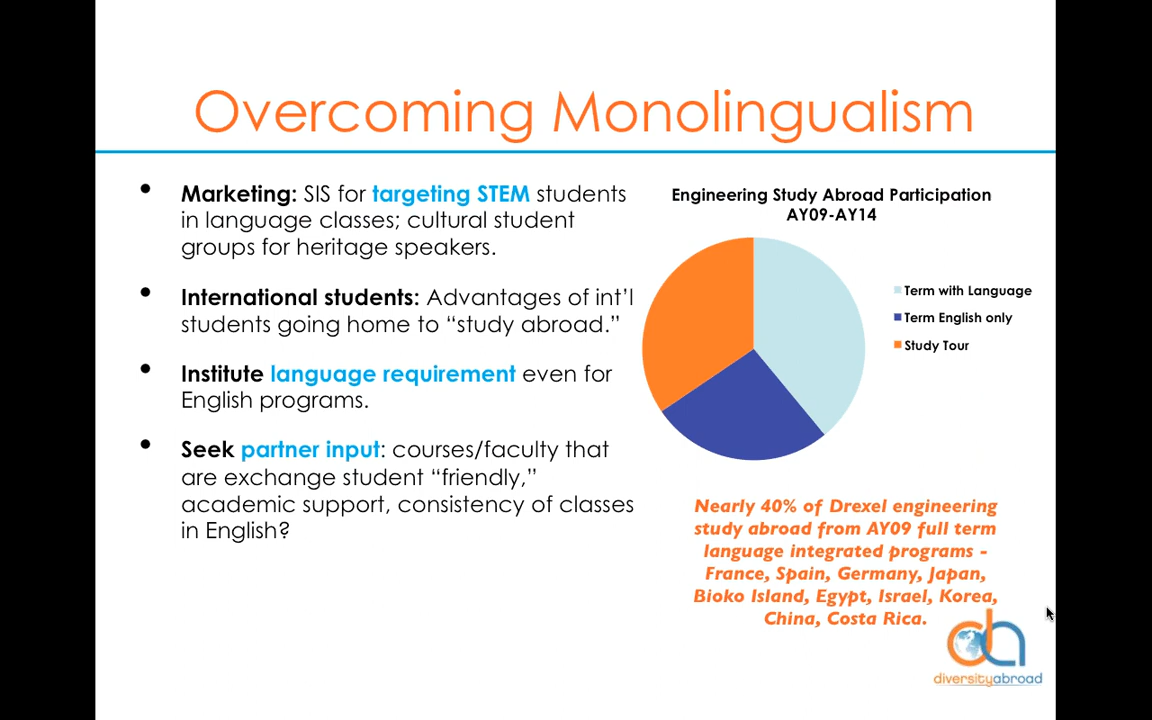 Overcoming Monolingualism
• Marketing: SIS for targeting STEM students
in language classes; cultural student
groups for heritage speakers.
• International students: Advantages of int’l
students going home to “study abroad.”
• Institute language requirement even for
English programs.
• Seek partner input: courses/faculty that
are exchange student “friendly,”
academic support, consistency of classes
in English?
Engineering Study Abroad Participation
AY09-AY14
Term with Language
Term English only
Study Tour
Nearly 40% of Drexel engineering
study abroad from AY09 full term
language integrated programs -
France, Spain, Germany, Japan,
Bioko Island, Egypt, Israel, Korea,
China, Costa Rica.
da
diversityabroad